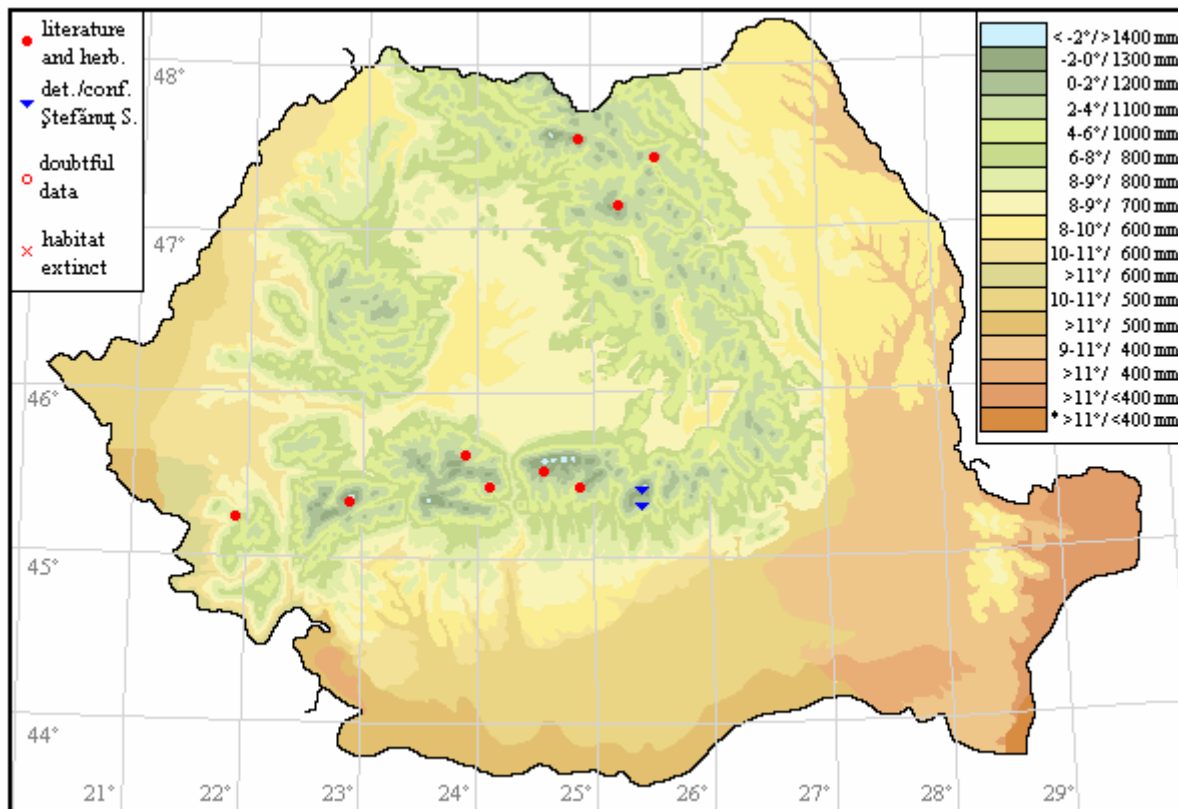 literature
and herb.
det./conf.
Ştefănuţ S.
doubtful
data
habitat
extinct
< -2°/>1400 mm
-2-0°/1300 mm
0-2°/1200 mm
2-4°/1100 mm
4-6°/1000 mm
6-8°/ 800 mm
8-9°/ 800 mm
8-9°/ 700 mm
8-10°/ 600 mm
10-11°/ 600 mm
>11°/ 600 mm
10-11°/ 500 mm
>11°/ 500 mm
9-11°/ 400 mm
>11°/ 400 mm
>11°/<400 mm
* >11°/<400 mm
48°
47°
46°
45°
44°
21° 22° 23° 24° 25° 26° 27° 28° 29°